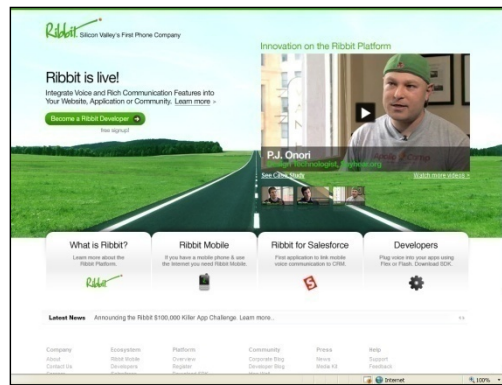 Ribbit. Silicon Valley's First Phone Company
Innovation on the Ribbit Platform
Ribbit is live!
Integrate Voice and Rich Communication Features into
Your Website, Application or Community. Learn more »
Become a Ribbit Developer
free signup!
P.J. Onori
Design Technologist,
See Case Study
Watch more videos »
What is Ribbit?
Learn more about the
Ribbit Platform.
Ribbit
Ribbit Mobile
If you have a mobile phone & use
the internet you need Ribbit Mobile.
Ribbit for Salesforce
First application to link mobile
voice communication to CRM.
Developers
Plug voice into your apps using
Flex or Flash. Download SDK.
Latest News Announcing the Ribbit $100,000 Killer App Challenge. Learn more..
Company
About
Contact Us
Ecosystem
Ribbit Mobile
Developers
Platform
Overview
Register
Community
Corporate Blog
Developer Blog
Press
News
Media Kit
Help
Support
Feedback
Internet
100%